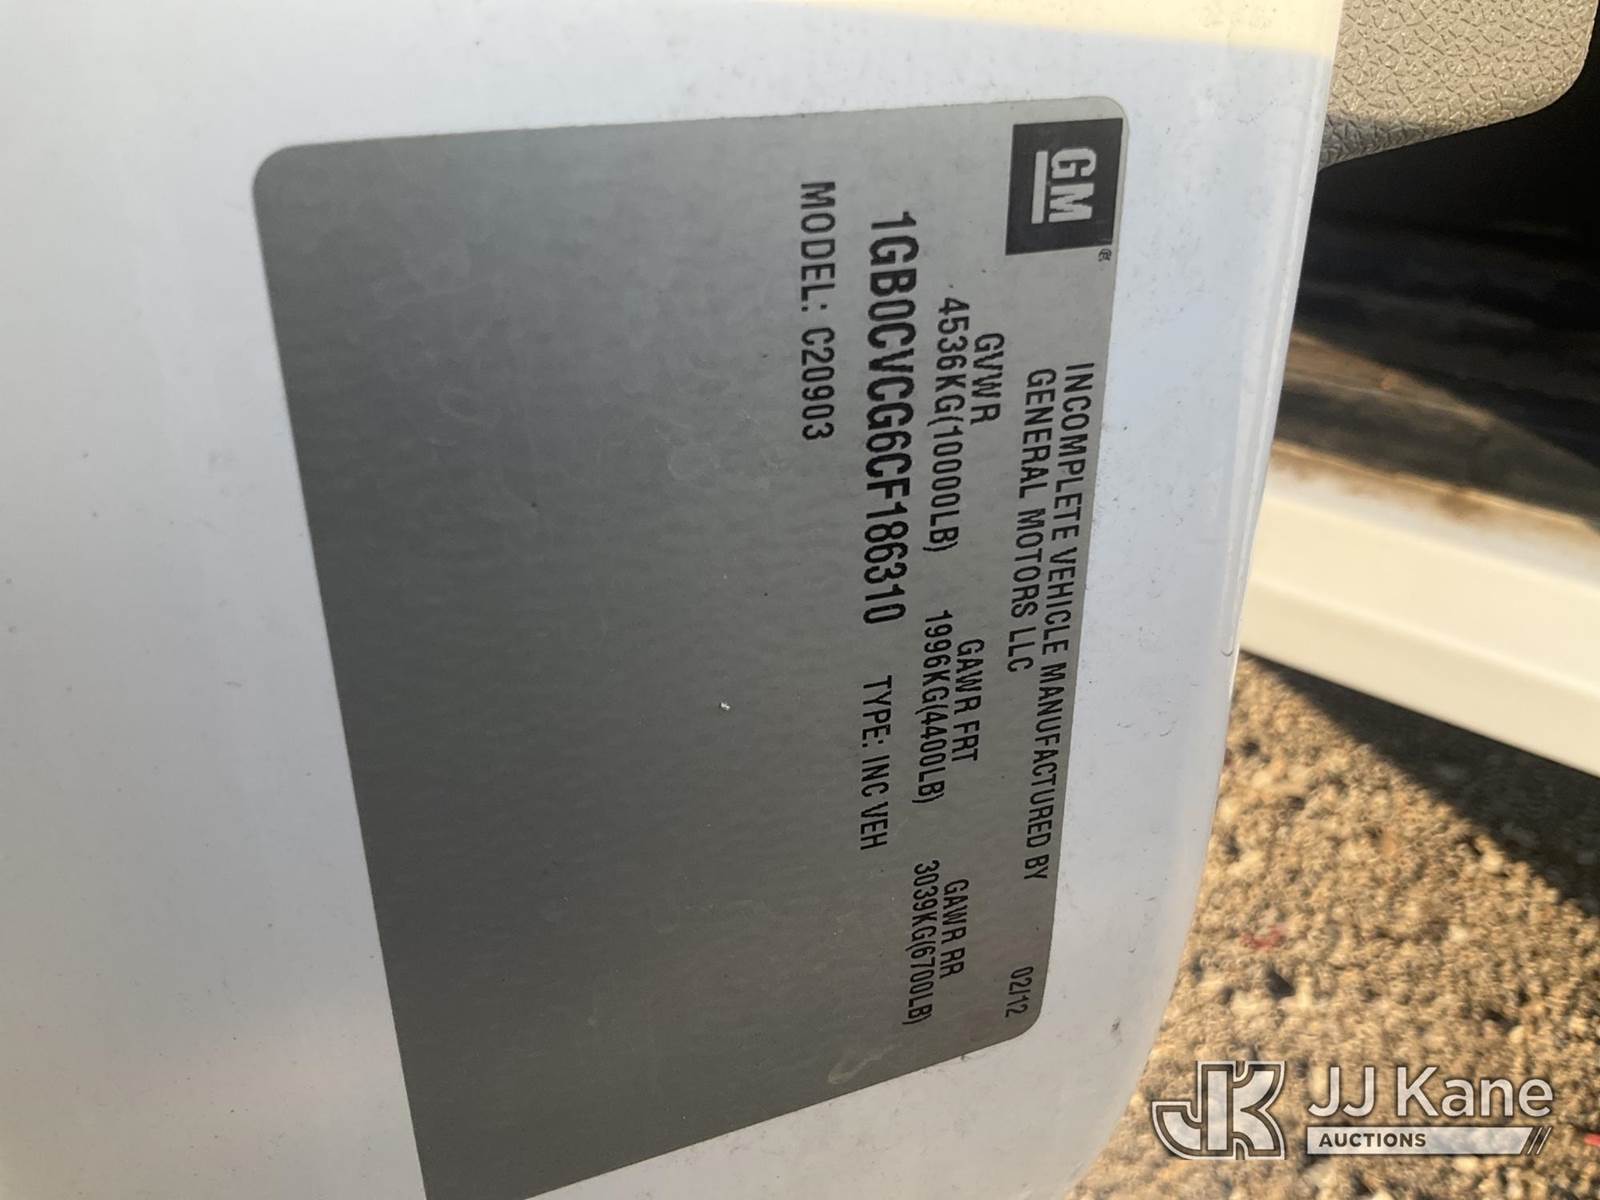 GM
INCOMPLETE VEHICLE MANUFACTURED BY
GENERAL MOTORS LLC 02/12
GVWR GAWR FRT GAWR RR
4536KG(10000LB) 1996KG(4400LB) 3039KG(6700LB)
1GB0CVCG6CF186310 TYPE: INC VEH
MODEL: C20903
JK JJ Kane
AUCTIONS